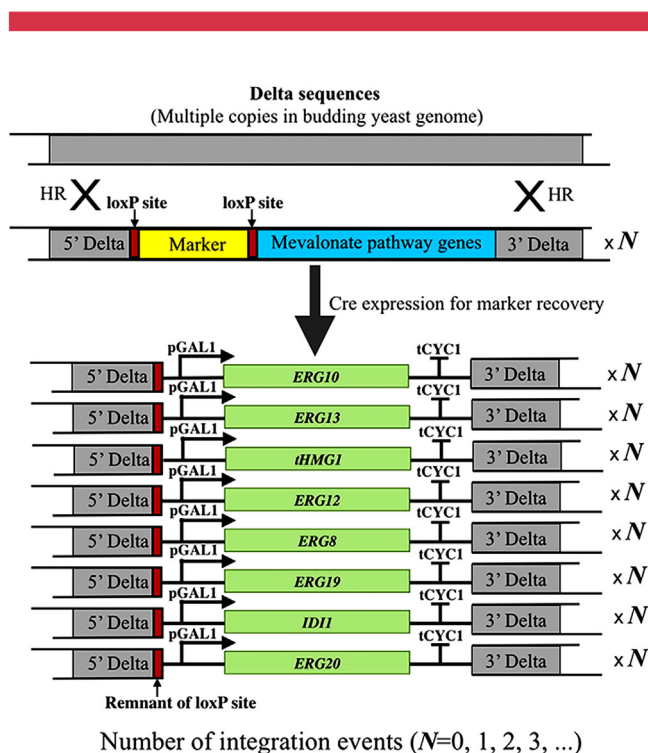 Delta sequences
(Multiple copies in budding yeast genome)
HR
HR
loxP site
loxP site
5' Delta
Marker
Mevalonate pathway genes
3' Delta
x N
Cre expression for marker recovery
pGAL1
tCYC1
5' Delta
ERG10
3' Delta
x N
pGAL1
tCYC1
5' Delta
ERG13
3' Delta
x N
pGAL1
tCYC1
5' Delta
tHMG1
3' Delta
x N
pGAL1
tCYC1
5' Delta
ERG12
3' Delta
x N
pGAL1
tCYC1
5' Delta
ERG8
3' Delta
x N
pGAL1
tCYC1
5' Delta
ERG19
3' Delta
x N
pGAL1
tCYC1
5' Delta
IDI1
3' Delta
x N
pGAL1
tCYC1
5' Delta
ERG20
3' Delta
x N
Remnant of loxP site
Number of integration events (N=0, 1, 2, 3, ...)